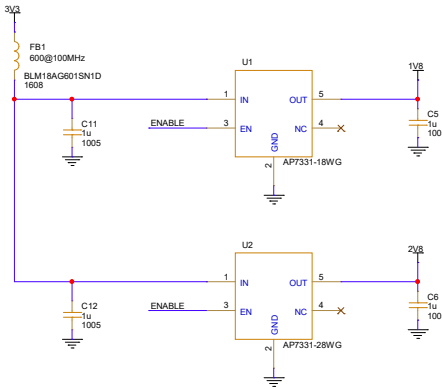 3V3
FB1
600@100MHz
BLM18AG601SN1D
1608
U1
1V8
1
IN
OUT
5
C11
1u
1005
ENABLE
3
EN
NC
4
C5
1u
100
GND
2
AP7331-18WG
U2
2V8
1
IN
OUT
5
C12
1u
1005
ENABLE
3
EN
NC
4
C6
1u
100
GND
2
AP7331-28WG